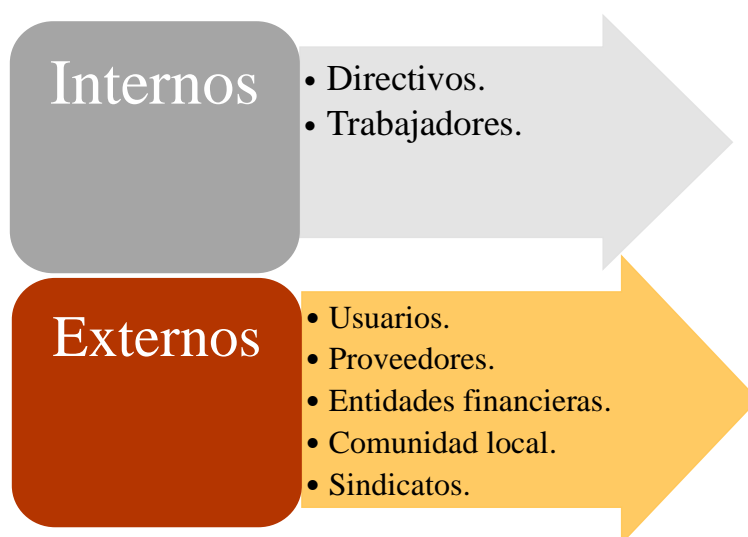 Internos
• Directivos.
• Trabajadores.
Externos
• Usuarios.
• Proveedores.
• Entidades financieras.
• Comunidad local.
• Sindicatos.